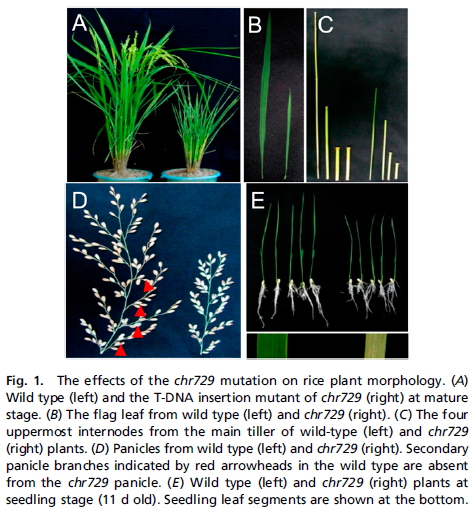 A
B
C
D
E
Fig. 1. The effects of the chr729 mutation on rice plant morphology. (A)
Wild type (left) and the T-DNA insertion mutant of chr729 (right) at mature
stage. (B) The flag leaf from wild type (left) and chr729 (right). (C) The four
uppermost internodes from the main tiller of wild-type (left) and chr729
(right) plants. (D) Panicles from wild type (left) and chr729 (right). Secondary
panicle branches indicated by red arrowheads in the wild type are absent
from the chr729 panicle. (E) Wild type (left) and chr729 (right) plants at
seedling stage (11 d old). Seedling leaf segments are shown at the bottom.